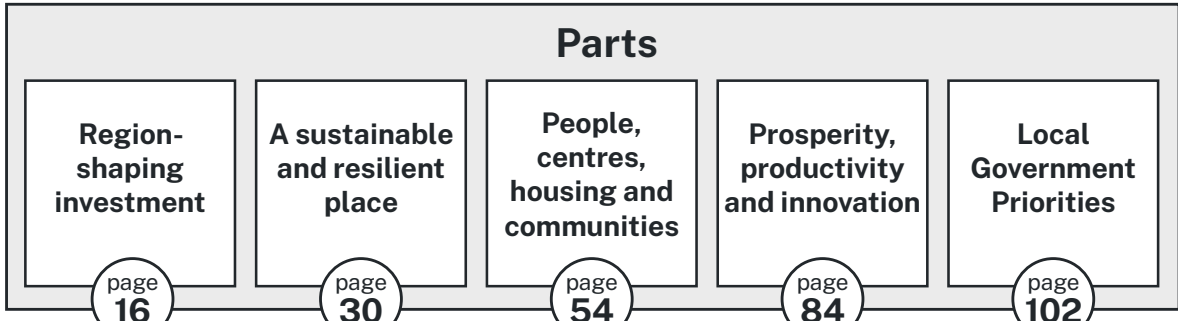 Parts
Region-
shaping
investment
page
16
A sustainable
and resilient
place
page
30
People,
centres,
housing and
communities
page
54
Prosperity,
productivity
and innovation
page
84
Local
Government
Priorities
page
102